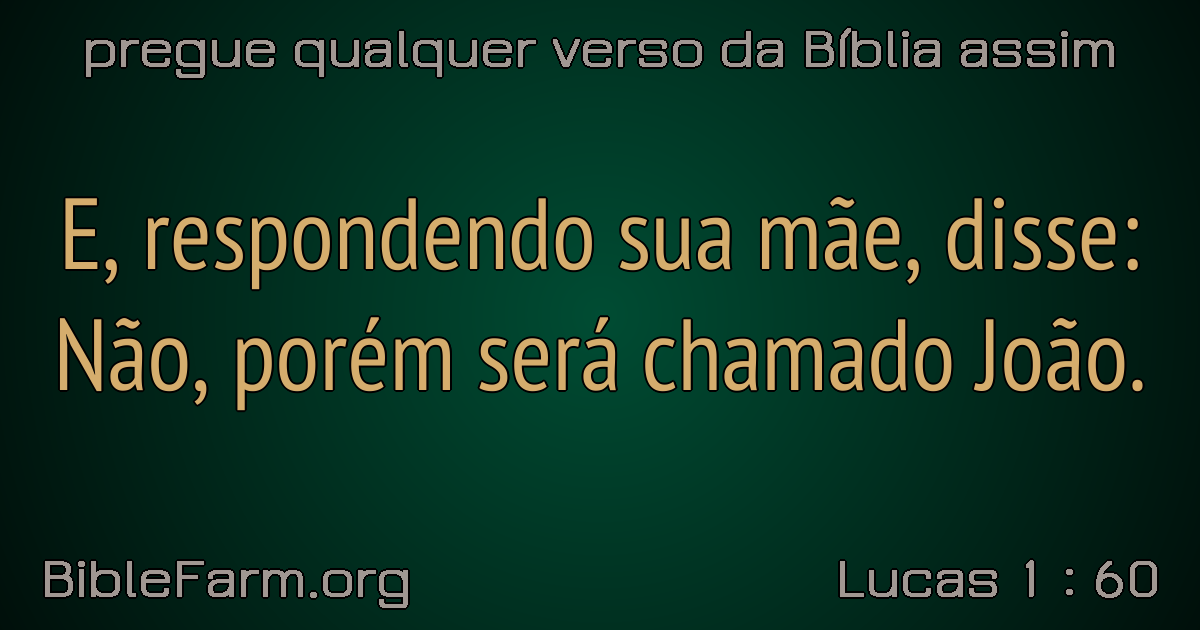 pregue qualquer verso da Bíblia assim
E, respondendo sua mãe, disse:
Não, porém será chamado João.
BibleFarm.org
Lucas 1 : 60